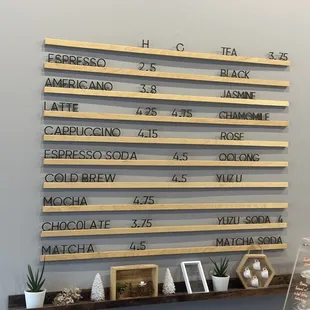 H C TEA 3.75
ESPRESSO 2.5 BLACK
AMERICANO 3.8 JASMINE
LATTE 4.25 4.75 CHAMOMILE
CAPPUCCINO 4.15 ROSE
ESPRESSO SODA 4.5 OOLONG
COLD BREW 4.5 YUZU
MOCHA 4.75
CHOCOLATE 3.75 YUZU SODA 4
MATCHA 4.5 MATCHA SODA